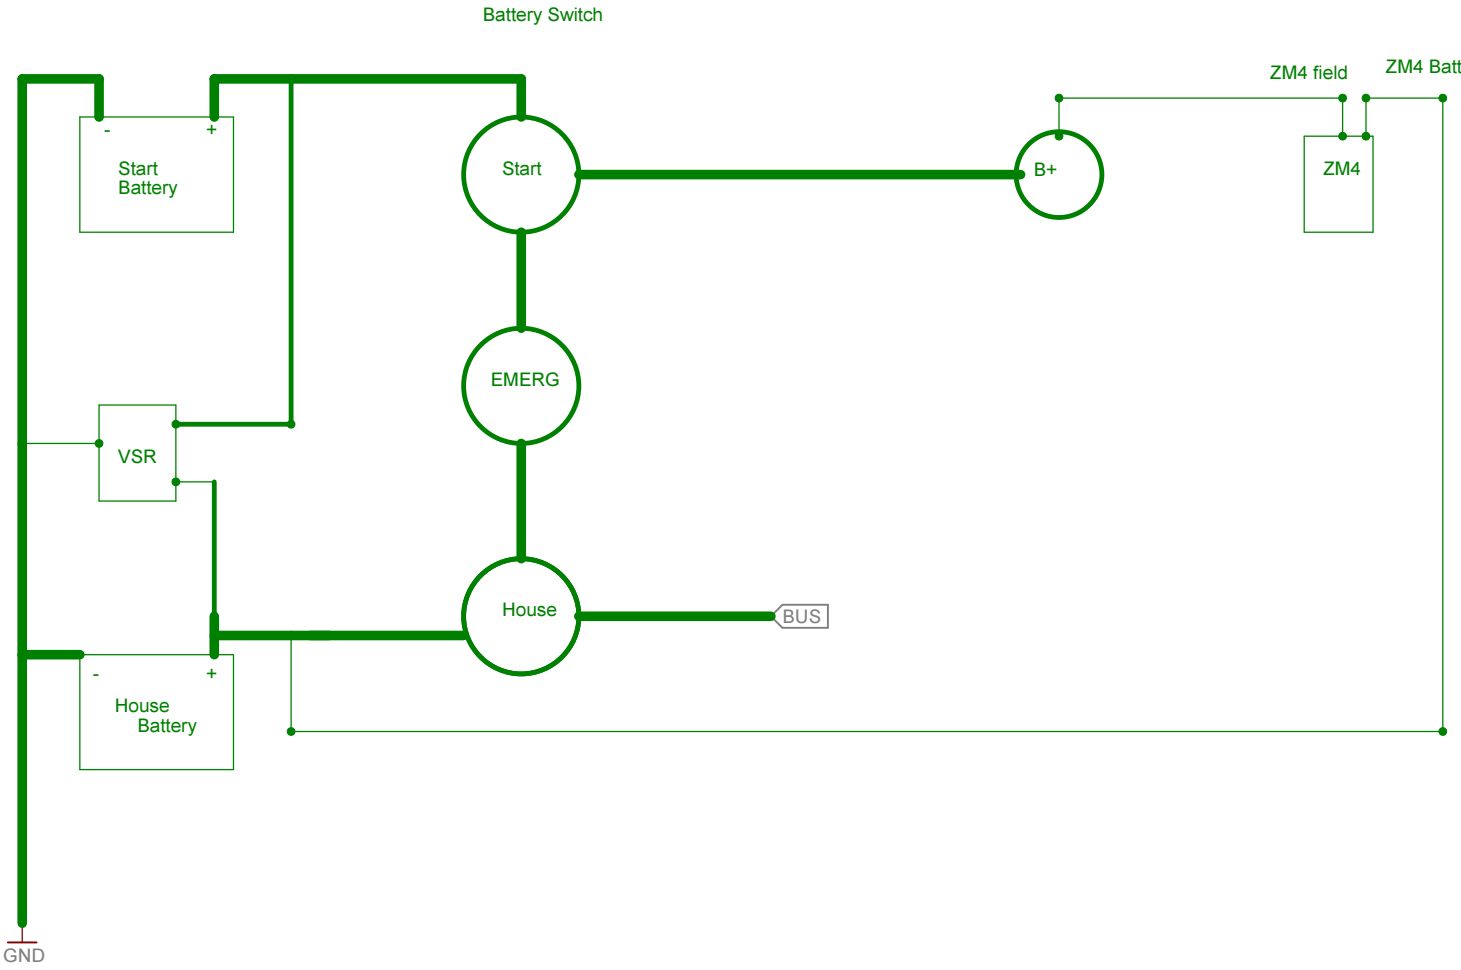 Battery Switch
ZM4 field
ZM4 Batt
-
+
Start
Battery
Start
B+
ZM4
EMERG
VSR
House
BUS
-
+
House
Battery
GND